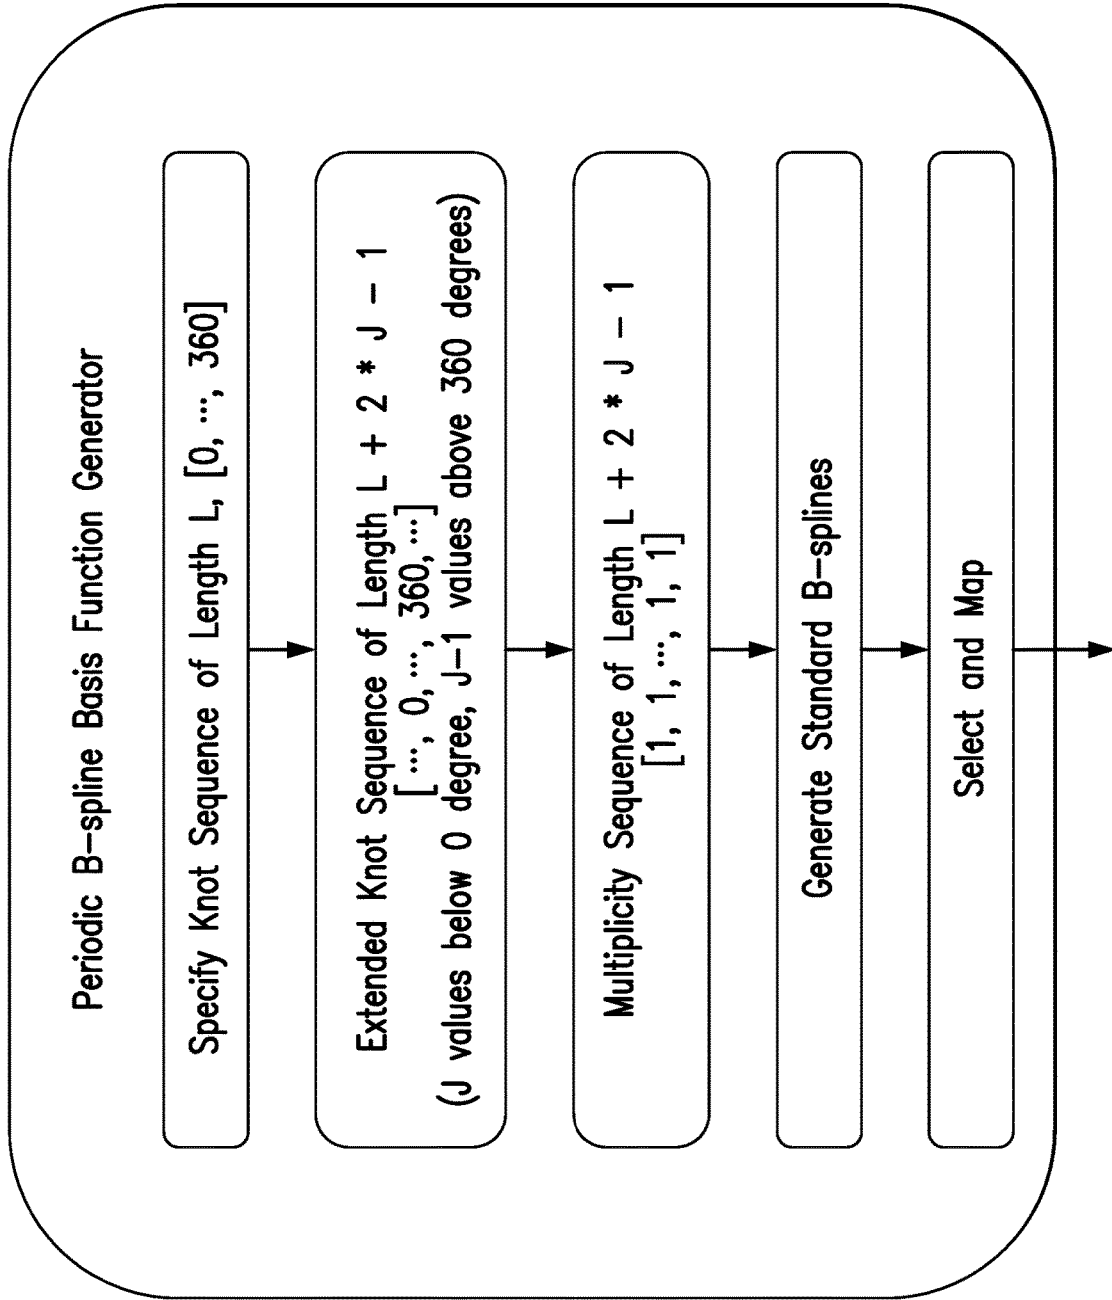 Periodic B-spline Basis Function Generator
Specify Knot Sequence of Length L, [0, ···, 360]
Extended Knot Sequence of Length L + 2 * J - 1
[ ···, 0, ···, 360, ···]
(J values below 0 degree, J-1 values above 360 degrees)
Multiplicity Sequence of Length L + 2 * J - 1
[1, 1, ···, 1, 1]
Generate Standard B-splines
Select and Map